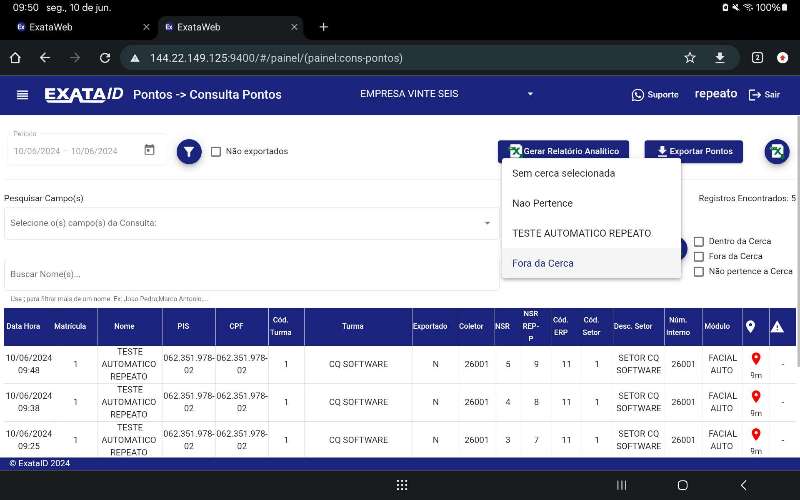 09:50 seg., 10 de jun. 100%
ExataWeb ExataWeb
144.22.149.125:9400/#/painel/(painel:cons-pontos) 2
EXATAID Pontos -> Consulta Pontos EMPRESA VINTE SEIS Suporte repeato Sair
Período
10/06/2024 – 10/06/2024 Não exportados Gerar Relatório Analítico Exportar Pontos
Sem cerca selecionada
Pesquisar Campo(s) Nao Pertence Registros Encontrados: 5
Selecione o(s) campo(s) da Consulta: TESTE AUTOMATICO REPEATO
Dentro da Cerca
Fora da Cerca Fora da Cerca
Buscar Nome(s)... Não pertence a Cerca
Use ; para filtrar mais de um nome. Ex: Joao Pedro;Marco Antonio;...
Data Hora Matrícula Nome PIS CPF Cód. Turma Turma Exportado Coletor NSR NSR REP-P Cód. ERP Cód. Setor Desc. Setor Núm. Interno Módulo
10/06/2024 09:48 1 TESTE AUTOMATICO REPEATO 062.351.978-02 062.351.978-02 1 CQ SOFTWARE N 26001 5 9 11 1 SETOR CQ SOFTWARE 26001 FACIAL AUTO 9m -
10/06/2024 09:38 1 TESTE AUTOMATICO REPEATO 062.351.978-02 062.351.978-02 1 CQ SOFTWARE N 26001 4 8 11 1 SETOR CQ SOFTWARE 26001 FACIAL AUTO 9m -
10/06/2024 09:25 1 TESTE AUTOMATICO REPEATO 062.351.978-02 062.351.978-02 1 CQ SOFTWARE N 26001 3 7 11 1 SETOR CQ SOFTWARE 26001 FACIAL AUTO 9m -
© ExataID 2024